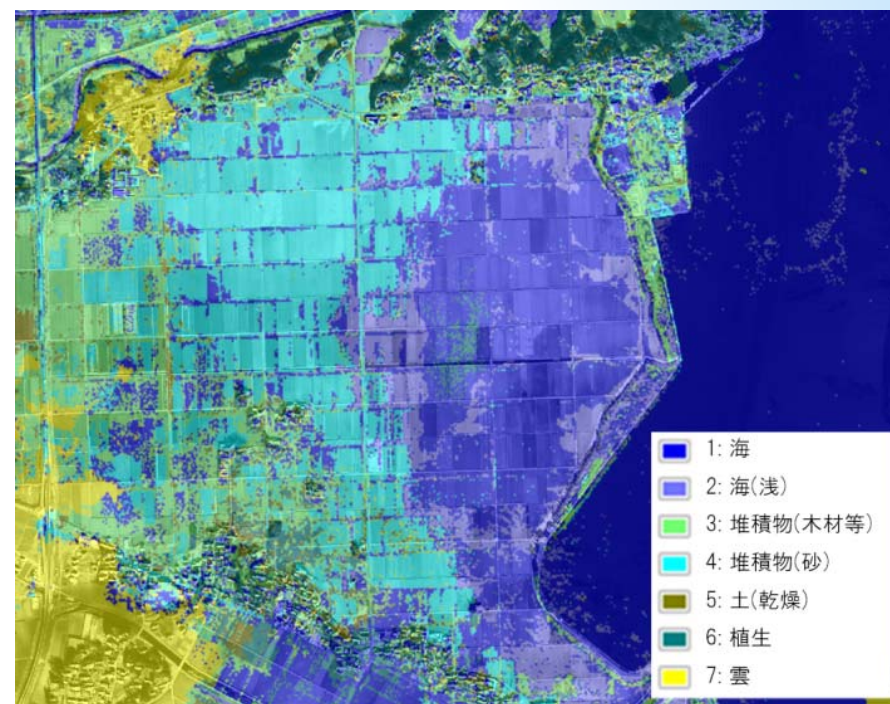 1: 海
2: 海(浅)
3: 堆積物(木材等)
4: 堆積物(砂)
5: 土(乾燥)
6: 植生
7: 雲